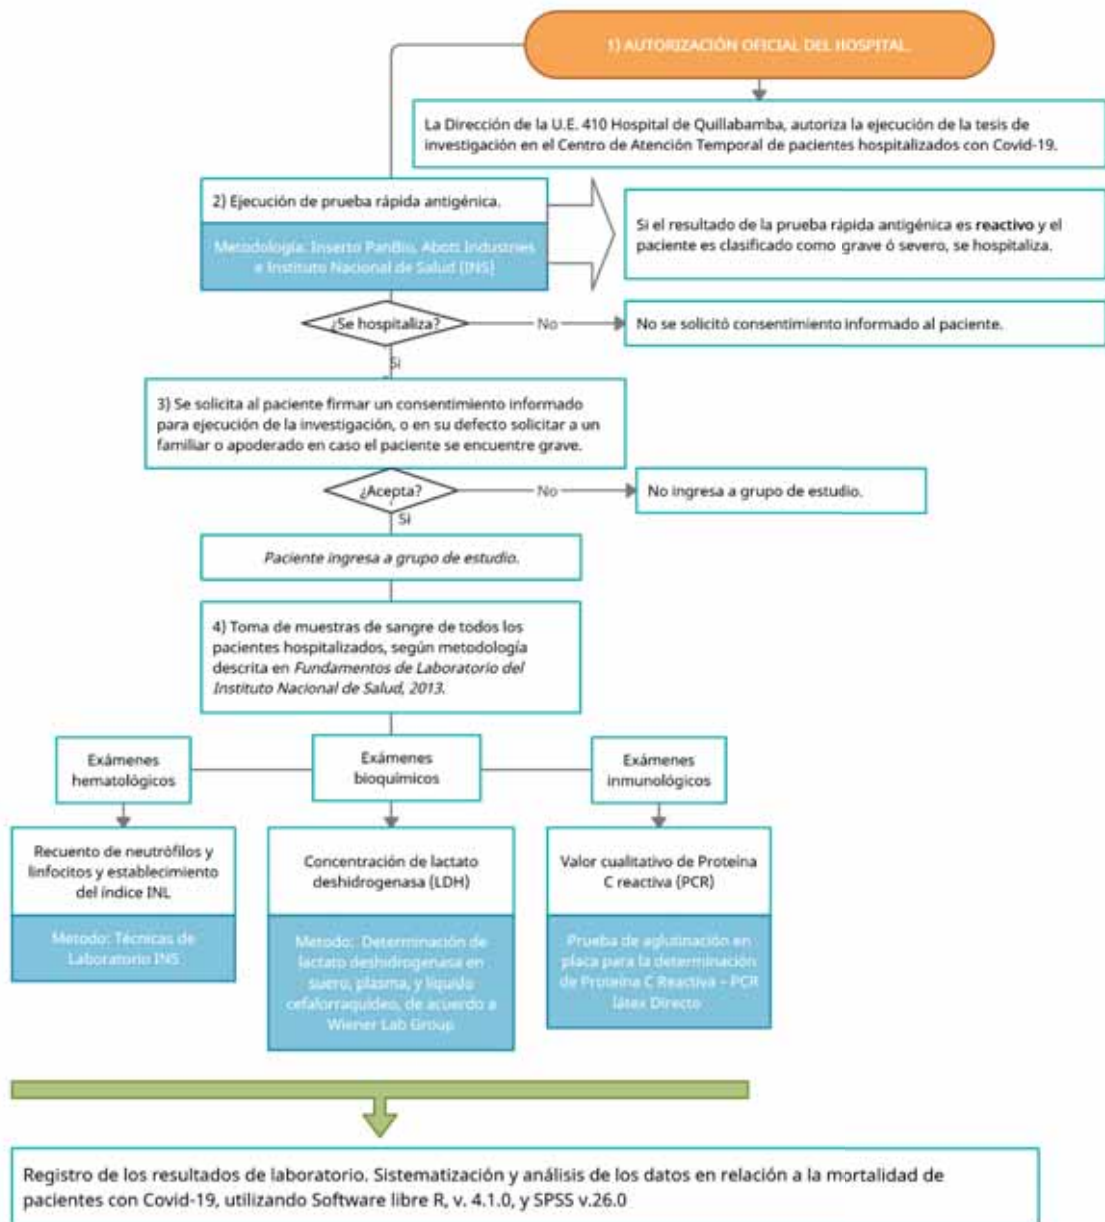 1) AUTORIZACIÓN OFICIAL DEL HOSPITAL.
La Dirección de la U.E. 410 Hospital de Quillabamba, autoriza la ejecución de la tesis de
investigación en el Centro de Atención Temporal de pacientes hospitalizados con Covid-19.
2) Ejecución de prueba rápida antigénica.
Metodología: Inserto PanBio, Abott Industries
e Instituto Nacional de Salud (INS)
Si el resultado de la prueba rápida antigénica es reactivo y el
paciente es clasificado como grave ó severo, se hospitaliza.
¿Se hospitaliza?
No
No se solicitó consentimiento informado al paciente.
Si
3) Se solicita al paciente firmar un consentimiento informado
para ejecución de la investigación, o en su defecto solicitar a un
familiar o apoderado en caso el paciente se encuentre grave.
¿Acepta?
No
No ingresa a grupo de estudio.
Si
Paciente ingresa a grupo de estudio.
4) Toma de muestras de sangre de todos los
pacientes hospitalizados, según metodología
descrita en Fundamentos de Laboratorio del
Instituto Nacional de Salud, 2013.
Exámenes
hematológicos
Exámenes
bioquímicos
Exámenes
inmunológicos
Recuento de neutrófilos y
linfocitos y establecimiento
del índice INL
Metodo: Técnicas de
Laboratorio INS
Concentración de lactato
deshidrogenasa (LDH)
Metodo: Determinación de
lactato deshidrogenasa en
suero, plasma, y líquido
cefalorraquídeo, de acuerdo a
Wiener Lab Group
Valor cualitativo de Proteína
C reactiva (PCR)
Prueba de aglutinación en
placa para la determinación
de Proteína C Reactiva – PCR
látex Directo
Registro de los resultados de laboratorio. Sistematización y análisis de los datos en relación a la mortalidad de
pacientes con Covid-19, utilizando Software libre R, v. 4.1.0, y SPSS v.26.0